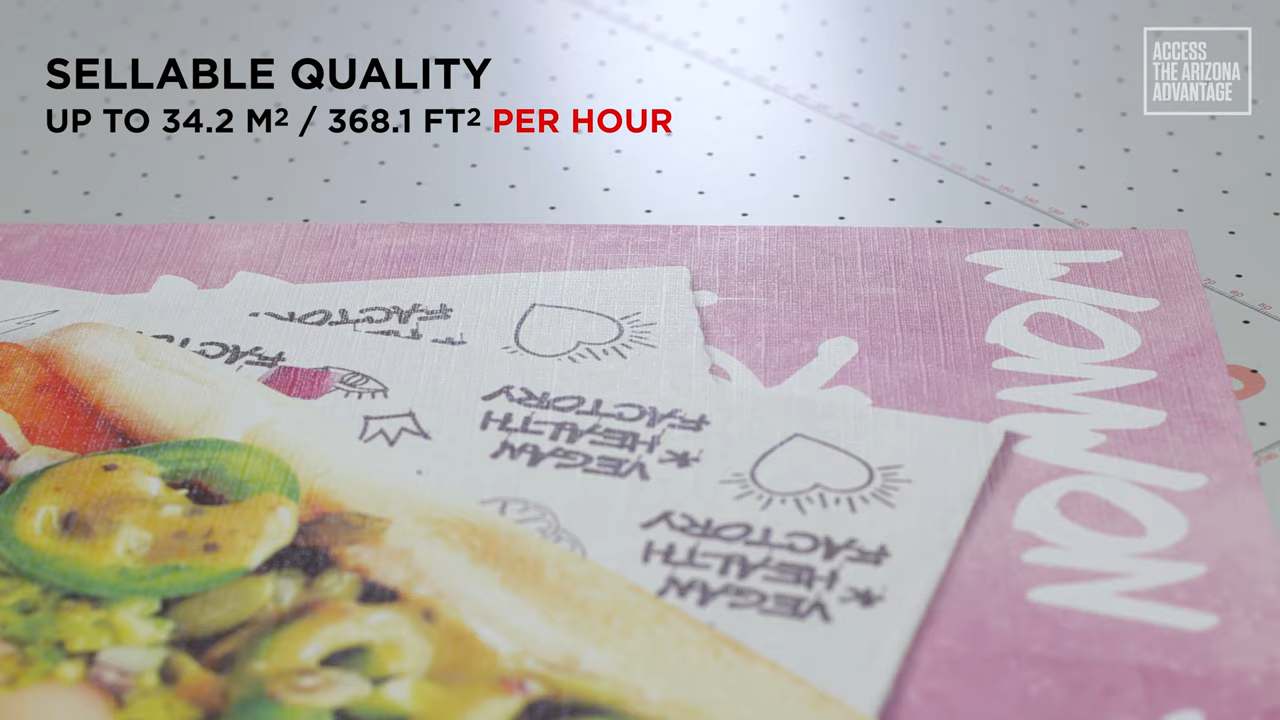 SELLABLE QUALITY
UP TO 34.2 M² / 368.1 FT² PER HOUR
ACCESS
THE ARIZONA
ADVANTAGE
VEGAN
HEALTH
FACTORY
VEGAN
HEALTH
FACTORY